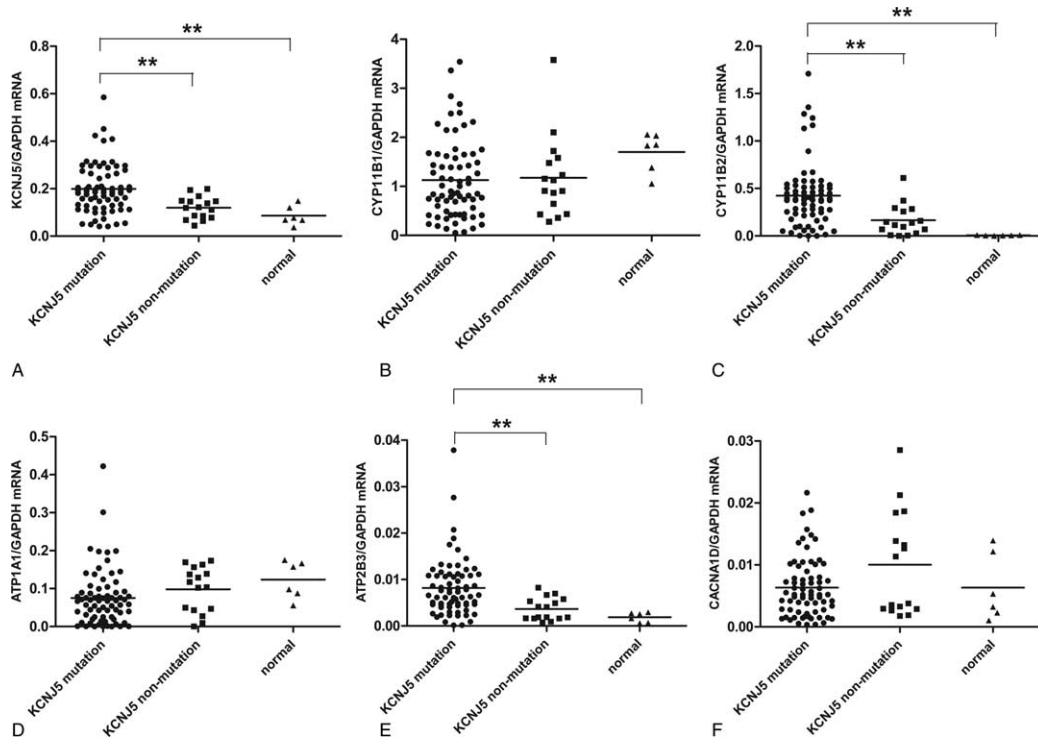 **
**
KCNJ5/GAPDH mRNA
0.8
0.6
0.4
0.2
0.0
KCNJ5 mutation
KCNJ5 non-mutation
normal
A
CYP11B1/GAPDH mRNA
4
3
2
1
0
KCNJ5 mutation
KCNJ5 non-mutation
normal
B
**
**
CYP11B2/GAPDH mRNA
2.0
1.5
1.0
0.5
0.0
KCNJ5 mutation
KCNJ5 non-mutation
normal
C
ATP11A1/GAPDH mRNA
0.5
0.4
0.3
0.2
0.1
0.0
KCNJ5 mutation
KCNJ5 non-mutation
normal
D
**
**
ATP2B3/GAPDH mRNA
0.04
0.03
0.02
0.01
0.00
KCNJ5 mutation
KCNJ5 non-mutation
normal
E
CACNA1D/GAPDH mRNA
0.03
0.02
0.01
0.00
KCNJ5 mutation
KCNJ5 non-mutation
normal
F